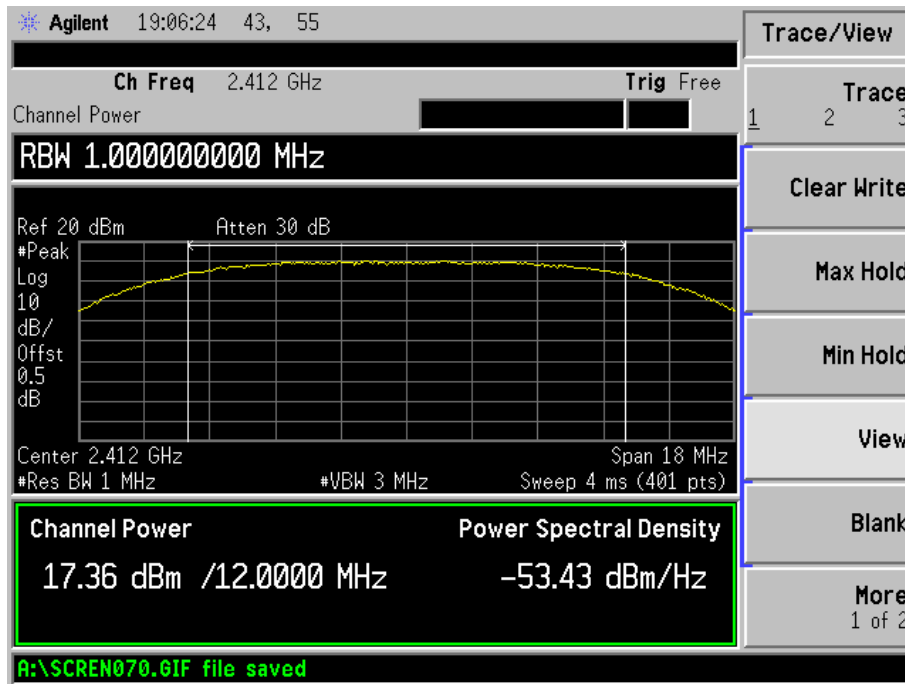 Agilent 19:06:24 43, 55
Trace/View
Ch Freq 2.412 GHz Trig Free
Channel Power
Trace
1 2 3
RBW 1.000000000 MHz
Clear Write
Ref 20 dBm Atten 30 dB
#Peak
Log
10
dB/
Offst
0.5
dB
Max Hold
Min Hold
Center 2.412 GHz Span 18 MHz
#Res BW 1 MHz #VBW 3 MHz Sweep 4 ms (401 pts)
View
Channel Power Power Spectral Density
17.36 dBm /12.0000 MHz -53.43 dBm/Hz
Blank
More
1 of 2
A:\SCREN070.GIF file saved